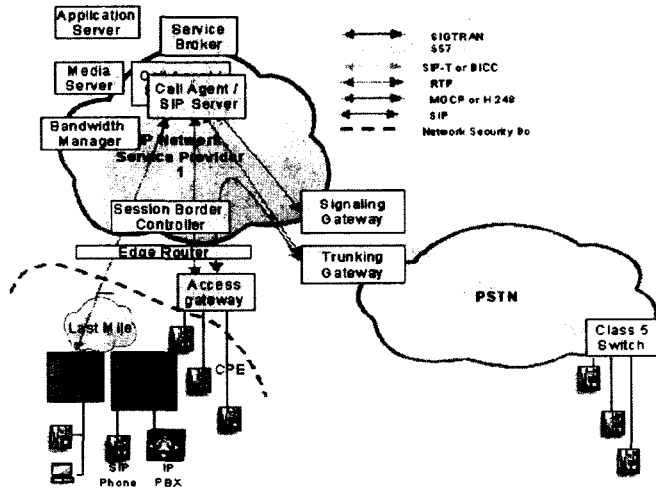 Application
Server
Service
Broker
Media
Server
Call Agent /
SIP Server
Bandwidth
Manager
IP Network
Service Provider
1
Session Border
Controller
Edge Router
Access
gateway
Last Mile
CPE
SIP
Phone
IP
PBX
Signaling
Gateway
Trunking
Gateway
PSTN
Class 5
Switch
SIGTRAN
SS7
SIP-T or BICC
RTP
MGCP or H.248
SIP
Network Security Bo